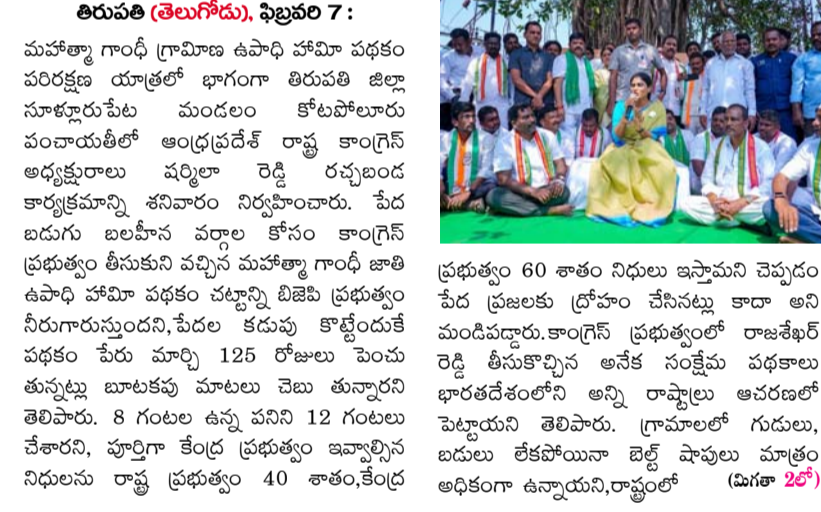 తిరుపతి (తెలుగోడు), ఫిబ్రవరి 7 :
మహాత్మా గాంధీ గ్రామీణ ఉపాధి హామీ పథకం
పరిరక్షణ యాత్రలో భాగంగా తిరుపతి జిల్లా
సూళ్లూరుపేట మండలం కోటపోలూరు
పంచాయతీలో ఆంధ్రప్రదేశ్ రాష్ట్ర కాంగ్రెస్
అధ్యక్షురాలు షర్మిలా రెడ్డి రచ్చబండ
కార్యక్రమాన్ని శనివారం నిర్వహించారు. పేద
బడుగు బలహీన వర్గాల కోసం కాంగ్రెస్
ప్రభుత్వం తీసుకుని వచ్చిన మహాత్మా గాంధీ జాతి
ఉపాధి హామీ పథకం చట్టాన్ని బిజెపి ప్రభుత్వం
నీరుగారుస్తుందని,పేదల కడుపు కొట్టేందుకే
పథకం పేరు మార్చి 125 రోజులు పెంచు
తున్నట్లు బూటకపు మాటలు చెబు తున్నారని
తెలిపారు. 8 గంటల ఉన్న పనిని 12 గంటలు
చేశారని, పూర్తిగా కేంద్ర ప్రభుత్వం ఇవ్వాల్సిన
నిధులను రాష్ట్ర ప్రభుత్వం 40 శాతం,కేంద్ర
ప్రభుత్వం 60 శాతం నిధులు ఇస్తామని చెప్పడం
పేద ప్రజలకు ద్రోహం చేసినట్లు కాదా అని
మండిపడ్డారు.కాంగ్రెస్ ప్రభుత్వంలో రాజశేఖర్
రెడ్డి తీసుకొచ్చిన అనేక సంక్షేమ పథకాలు
భారతదేశంలోని అన్ని రాష్ట్రాలు ఆచరణలో
పెట్టాయని తెలిపారు. గ్రామాలలో గుడులు,
బడులు లేకపోయినా బెల్ట్ షాపులు మాత్రం
అధికంగా ఉన్నాయని,రాష్ట్రంలో (మిగతా 2లో)